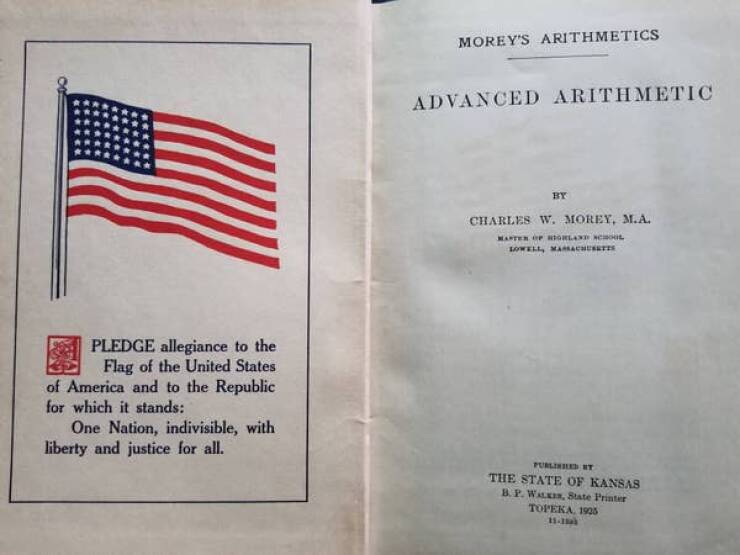 I PLEDGE allegiance to the
Flag of the United States
of America and to the Republic
for which it stands:
One Nation, indivisible, with
liberty and justice for all.
MOREY'S ARITHMETICS
ADVANCED ARITHMETIC
BY
CHARLES W. MOREY, M.A.
MASTER OF HIGHLAND SCHOOL
LOWELL, MASSACHUSETTS
PUBLISHED BY
THE STATE OF KANSAS
B. P. WALKER, State Printer
TOPEKA, 1925